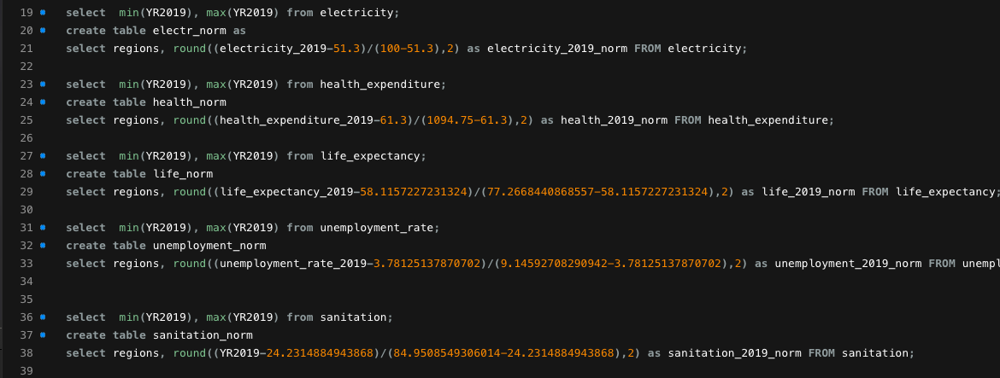 19 select  min(YR2019), max(YR2019) from electricity;
20 create table electr_norm as
21 select regions, round((electricity_2019-51.3)/(100-51.3),2) as electricity_2019_norm FROM electricity;
22
23 select  min(YR2019), max(YR2019) from health_expenditure;
24 create table health_norm
25 select regions, round((health_expenditure_2019-61.3)/(1094.75-61.3),2) as health_2019_norm FROM health_expenditure;
26
27 select  min(YR2019), max(YR2019) from life_expectancy;
28 create table life_norm
29 select regions, round((life_expectancy_2019-58.1157227231324)/(77.2668440868557-58.1157227231324),2) as life_2019_norm FROM life_expectancy;
30
31 select  min(YR2019), max(YR2019) from unemployment_rate;
32 create table unemployment_norm
33 select regions, round((unemployment_rate_2019-3.78125137870702)/(9.14592708290942-3.78125137870702),2) as unemployment_2019_norm FROM unempl
34
35
36 select  min(YR2019), max(YR2019) from sanitation;
37 create table sanitation_norm
38 select regions, round((YR2019-24.2314884943868)/(84.9508549306014-24.2314884943868),2) as sanitation_2019_norm FROM sanitation;
39